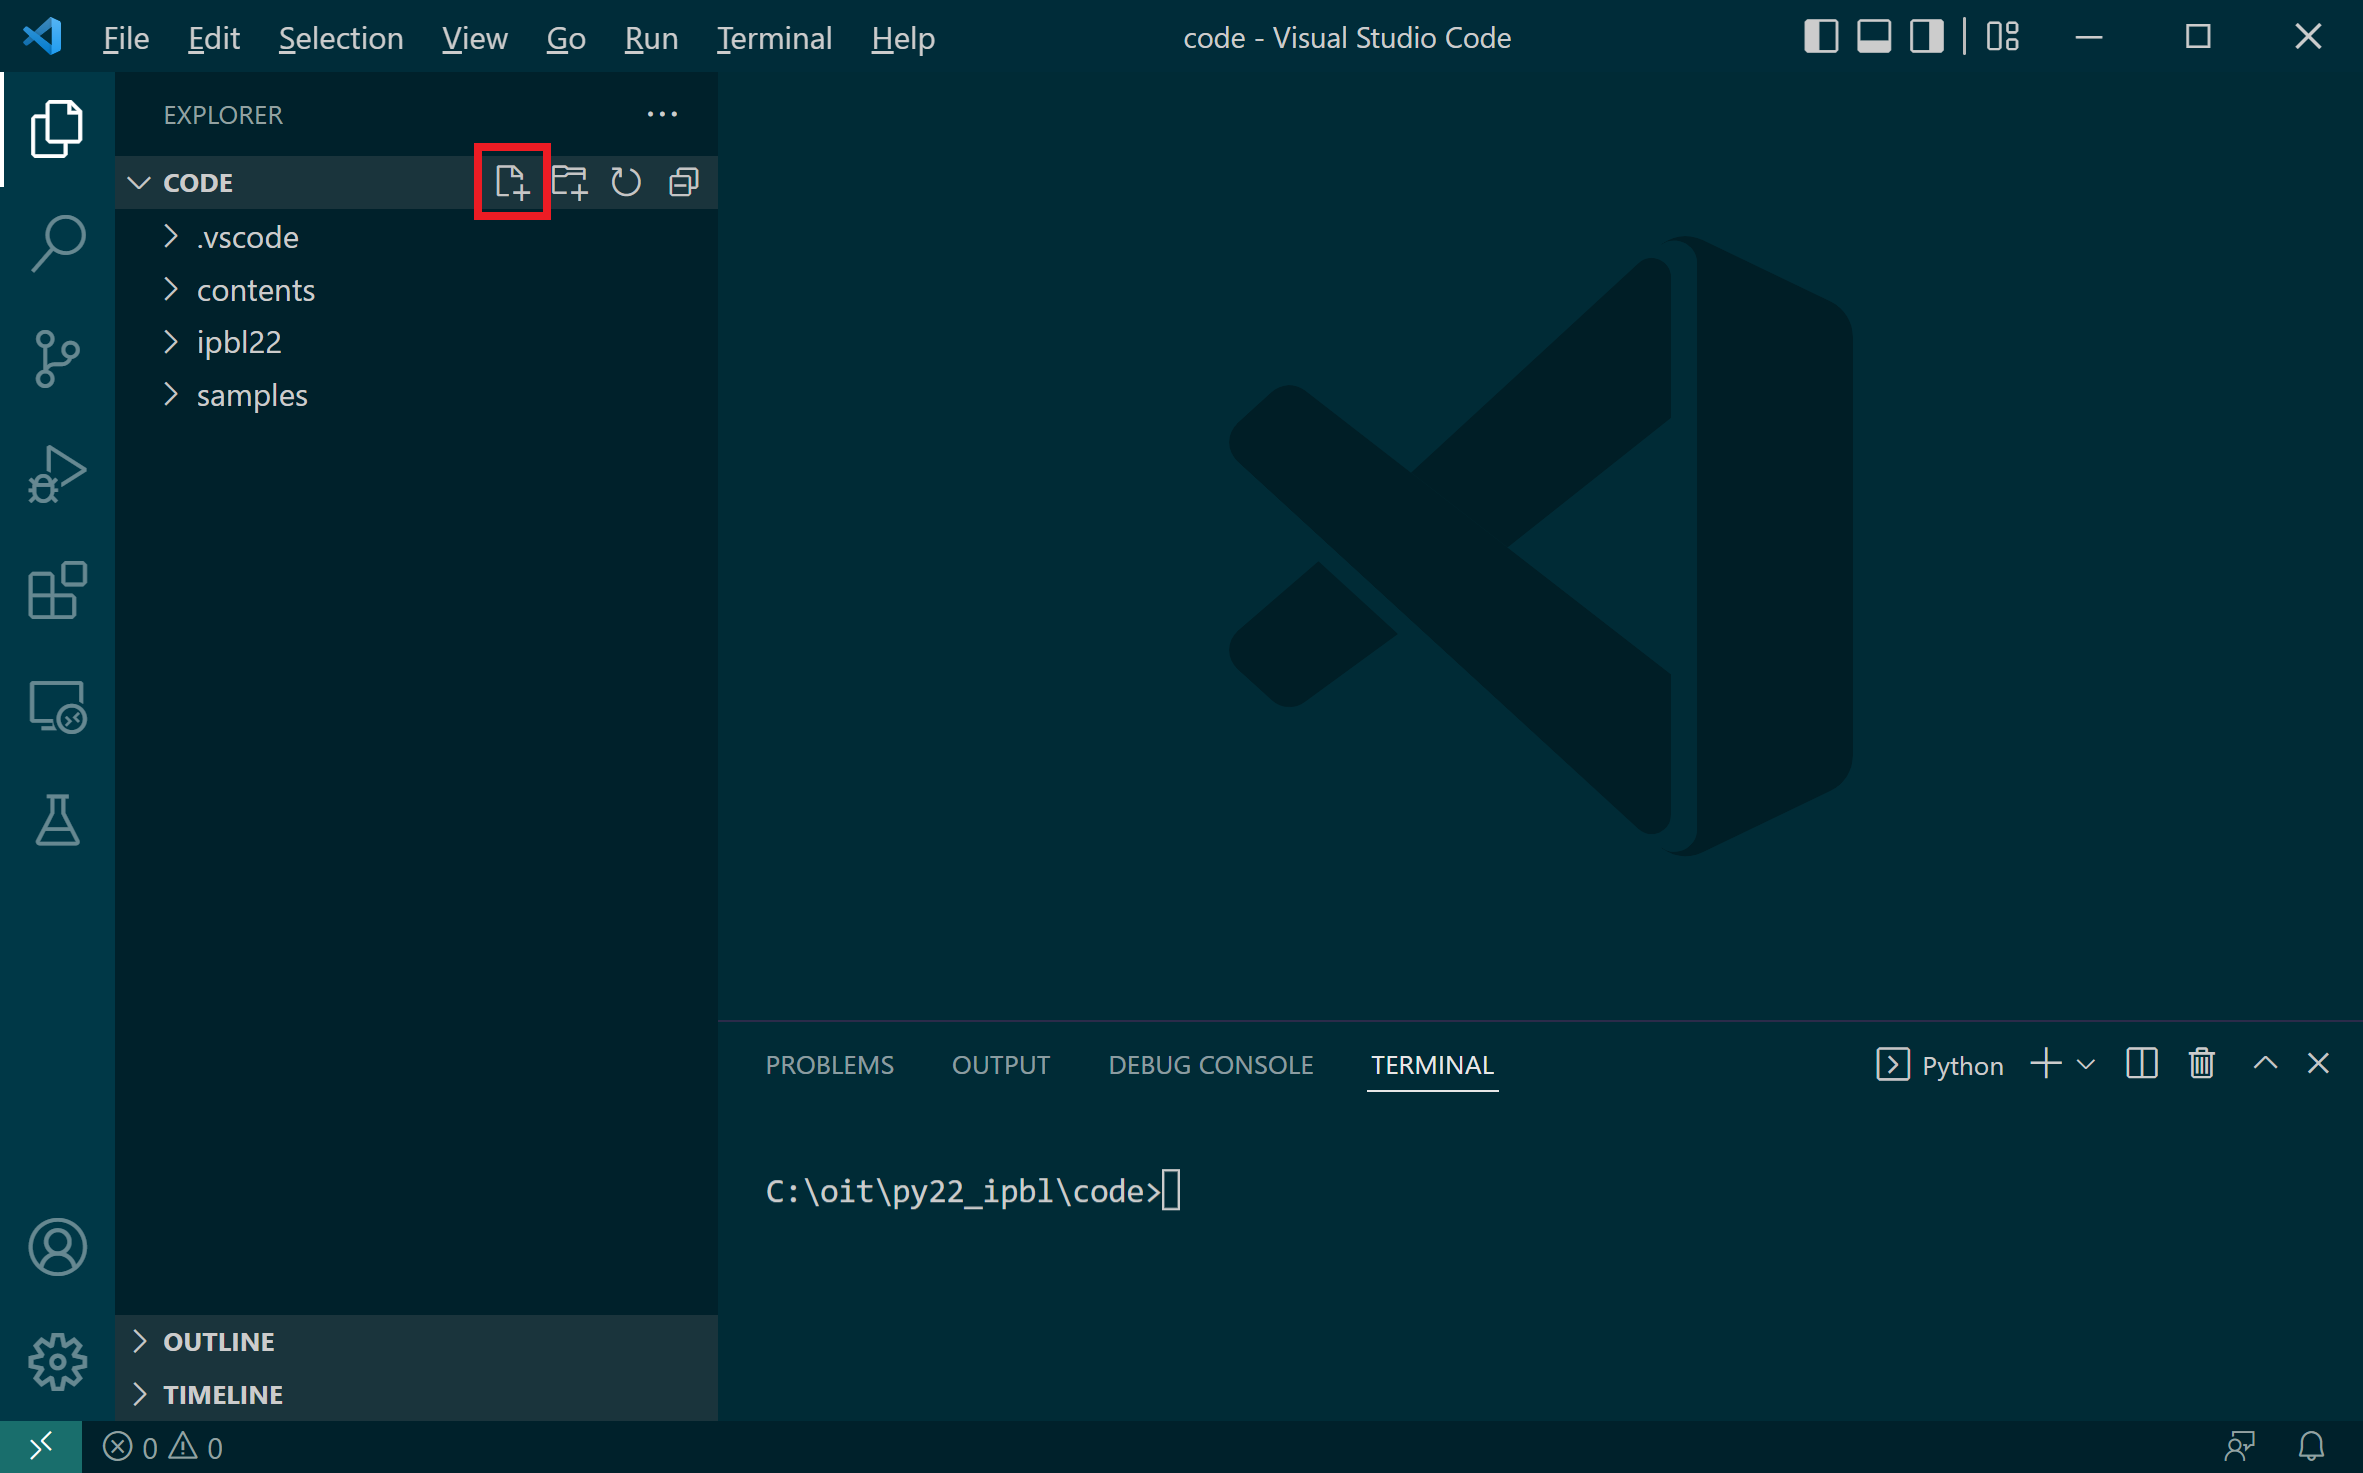 File Edit Selection View Go Run Terminal Help code - Visual Studio Code
EXPLORER
CODE
.vscode
contents
ipbl22
samples
PROBLEMS OUTPUT DEBUG CONSOLE TERMINAL Python
C:\oit\py22_ipbl\code>
OUTLINE
TIMELINE
0 0